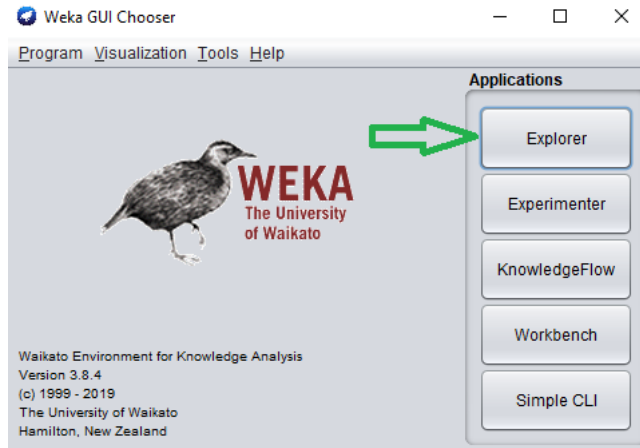 Weka GUI Chooser
Program Visualization Tools Help
Applications
Explorer
Experimenter
KnowledgeFlow
Workbench
Simple CLI
WEKA
The University
of Waikato
Waikato Environment for Knowledge Analysis
Version 3.8.4
(c) 1999 - 2019
The University of Waikato
Hamilton, New Zealand